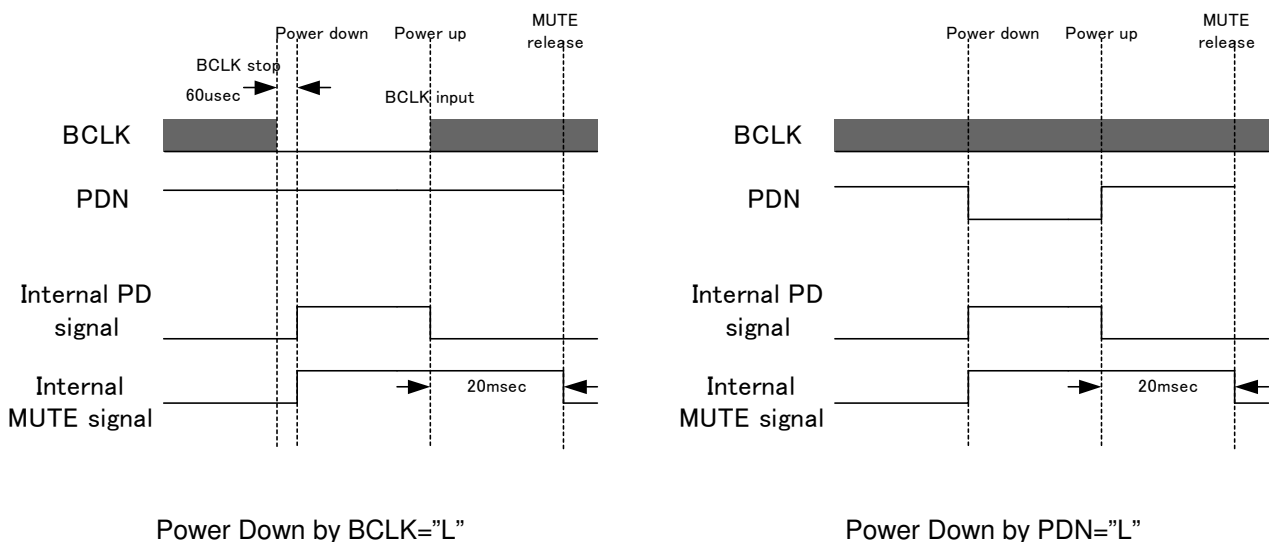 Power down
Power up
MUTE
release
BCLK stop
60usec
BCLK input
BCLK
PDN
Internal PD
signal
Internal
MUTE signal
20msec
Power Down by BCLK="L"
Power down
Power up
MUTE
release
BCLK
PDN
Internal PD
signal
Internal
MUTE signal
20msec
Power Down by PDN="L"